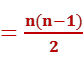 = n(n−1)/2